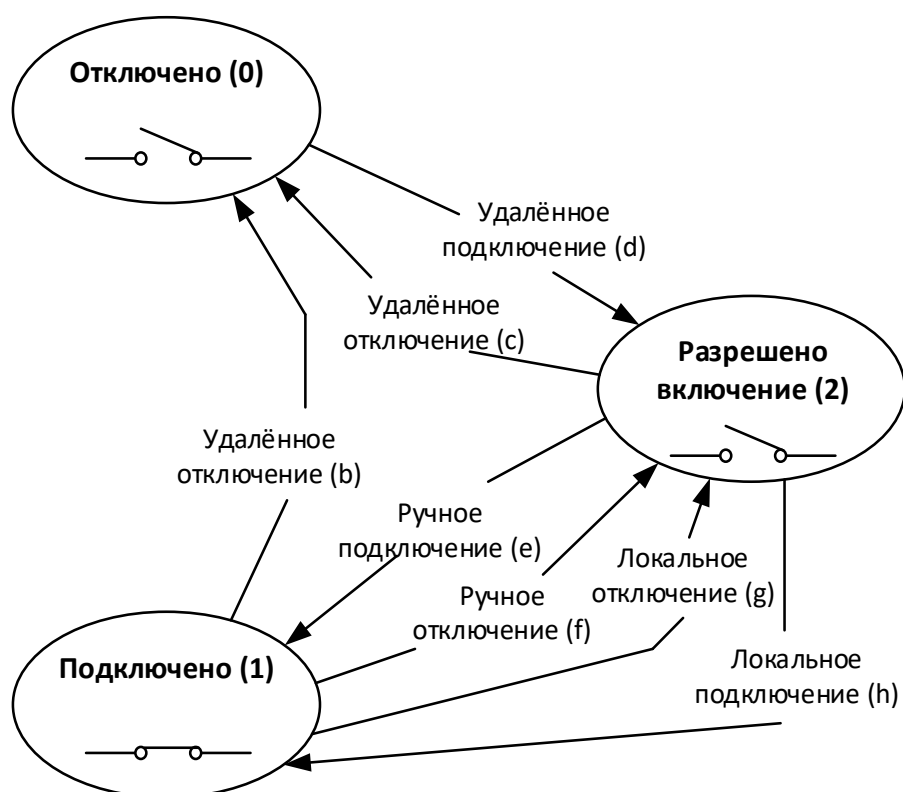 Отключено (0)
Удалённое
подключение (d)
Удалённое
отключение (c)
Разрешено
включение (2)
Удалённое
отключение (b)
Ручное
подключение (e)
Локальное
отключение (g)
Ручное
отключение (f)
Подключено (1)
Локальное
подключение (h)